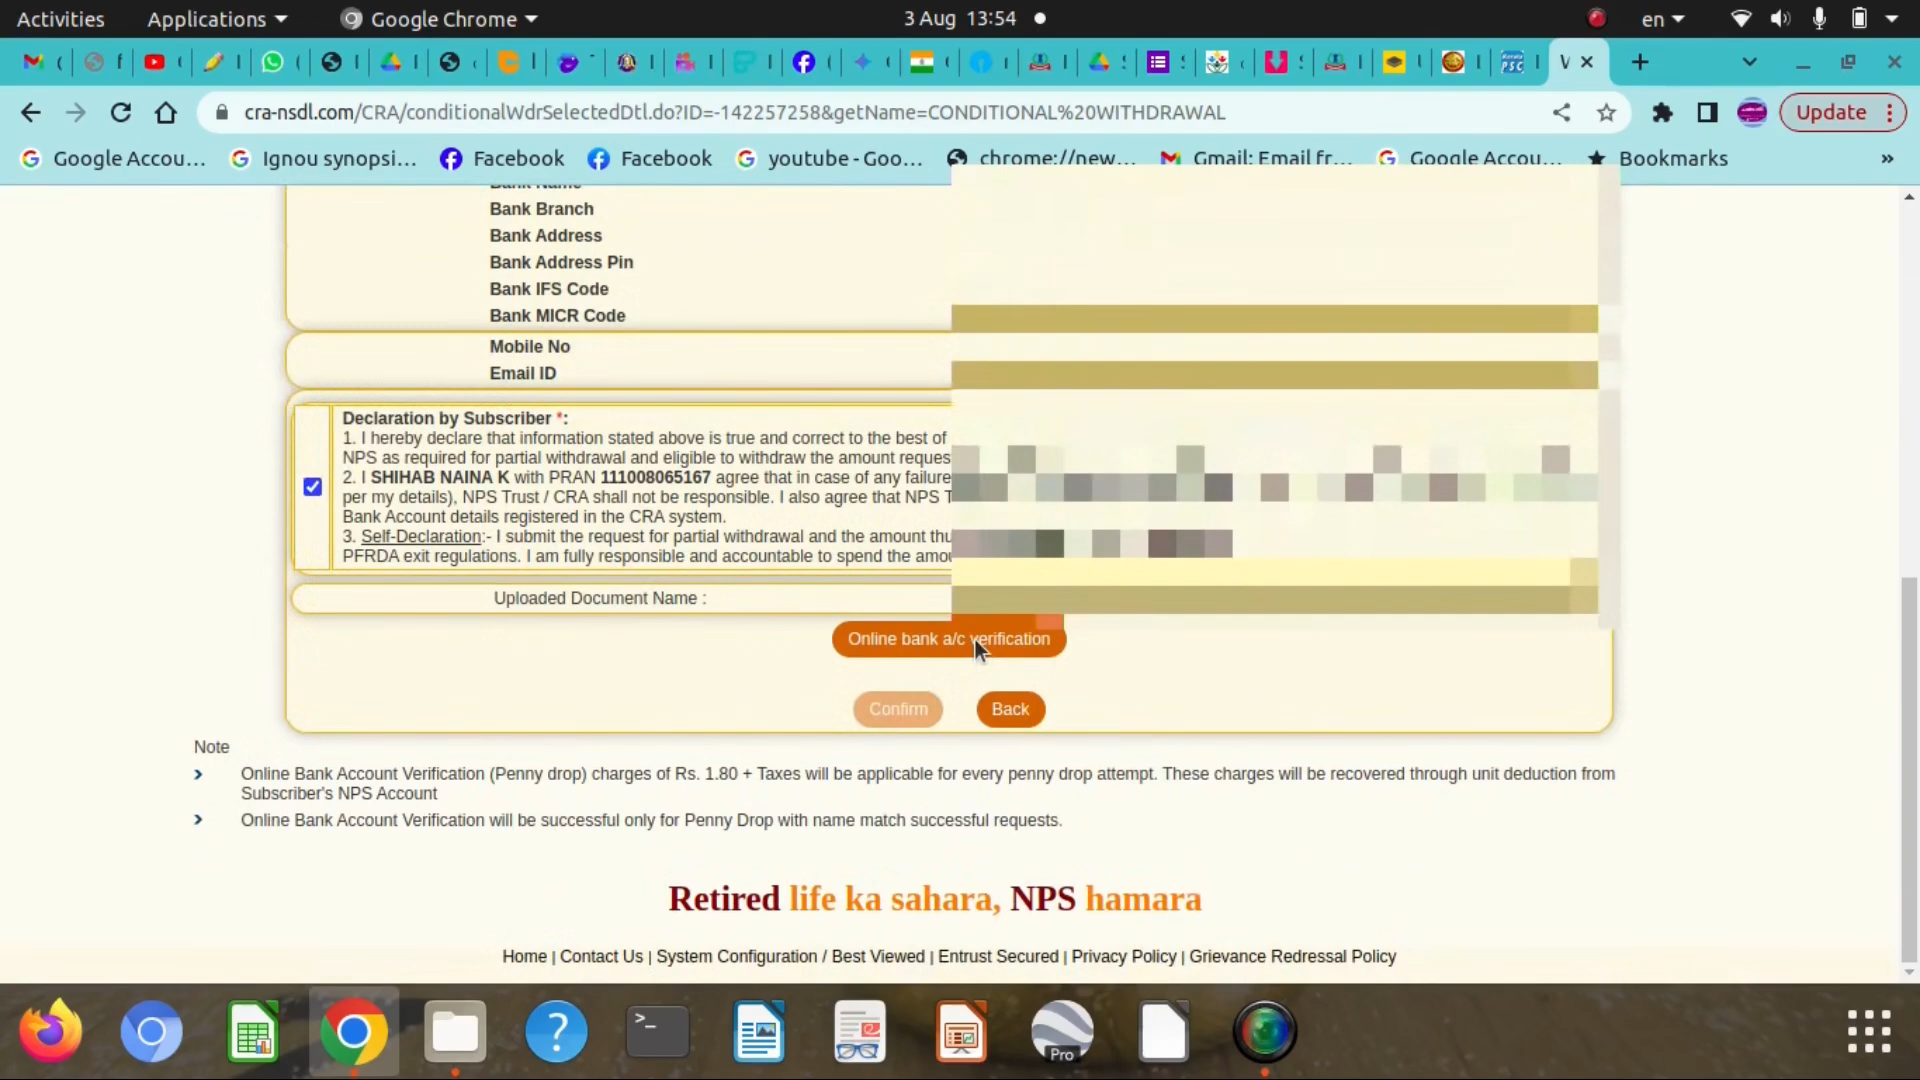 Activities Applications Google Chrome 3 Aug 13:54 en
cra-nsdl.com/CRA/conditionalWdrSelectedDtl.do?ID=-142257258&getName=CONDITIONAL%20WITHDRAWAL Update
Google Accou... Ignou synopsi... Facebook Facebook youtube - Goo... chrome://new... Gmail: Email fr... Google Accou... Bookmarks »
Bank Name
Bank Branch
Bank Address
Bank Address Pin
Bank IFS Code
Bank MICR Code
Mobile No
Email ID
Declaration by Subscriber *:
1. I hereby declare that information stated above is true and correct to the best of
NPS as required for partial withdrawal and eligible to withdraw the amount reques
2. I SHIHAB NAINA K with PRAN 111008065167 agree that in case of any failure
per my details), NPS Trust / CRA shall not be responsible. I also agree that NPS T
Bank Account details registered in the CRA system.
3. Self-Declaration:- I submit the request for partial withdrawal and the amount thu
PFRDA exit regulations. I am fully responsible and accountable to spend the amou
Uploaded Document Name :
Online bank a/c verification
Confirm Back
Note
Online Bank Account Verification (Penny drop) charges of Rs. 1.80 + Taxes will be applicable for every penny drop attempt. These charges will be recovered through unit deduction from
Subscriber's NPS Account
Online Bank Account Verification will be successful only for Penny Drop with name match successful requests.
Retired life ka sahara, NPS hamara
Home | Contact Us | System Configuration / Best Viewed | Entrust Secured | Privacy Policy | Grievance Redressal Policy
Pro